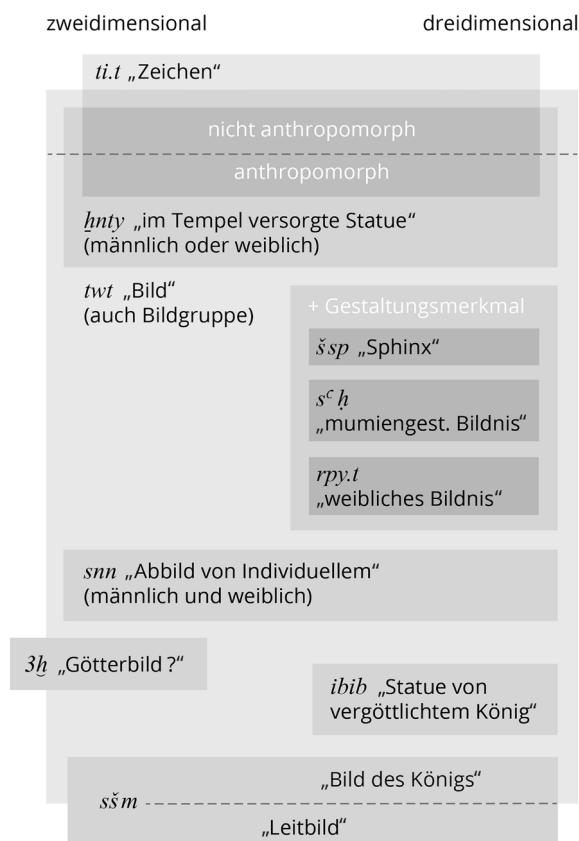 zweidimensional dreidimensional
ti.t „Zeichen“
nicht anthropomorph
anthropomorph
ẖnty „im Tempel versorgte Statue“
(männlich oder weiblich)
twt „Bild“
(auch Bildgruppe)
+ Gestaltungsmerkmal
šsp „Sphinx“
sꜥḥ
„mumiengest. Bildnis“
rpy.t
„weibliches Bildnis“
snn „Abbild von Individuellem“
(männlich und weiblich)
3ḫ „Götterbild ?“
ibib „Statue von
vergöttlichtem König“
„Bild des Königs“
sšm
„Leitbild“